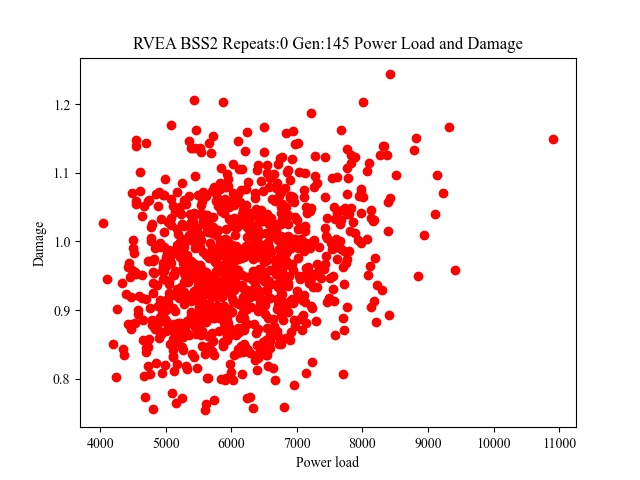 RVEA BSS2 Repeats:0 Gen:145 Power Load and Damage
1.2
1.1
1.0
0.9
0.8
Damage
4000 5000 6000 7000 8000 9000 10000 11000
Power load